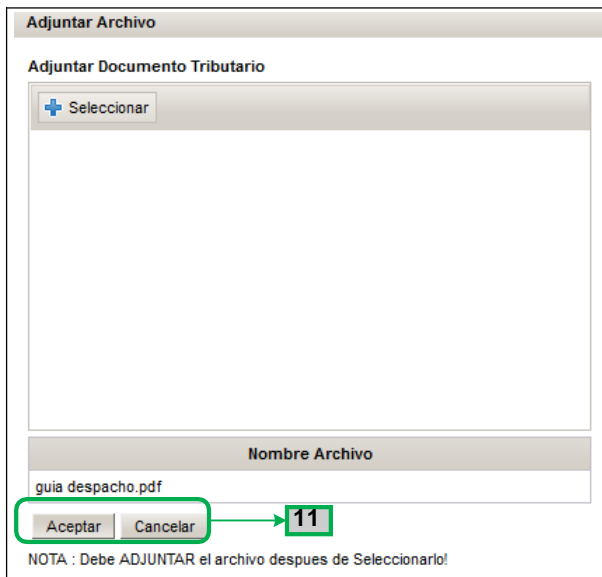 Adjuntar Archivo
Adjuntar Documento Tributario
Seleccionar
Nombre Archivo
guia despacho.pdf
Aceptar Cancelar 11
NOTA : Debe ADJUNTAR el archivo despues de Seleccionarlo!